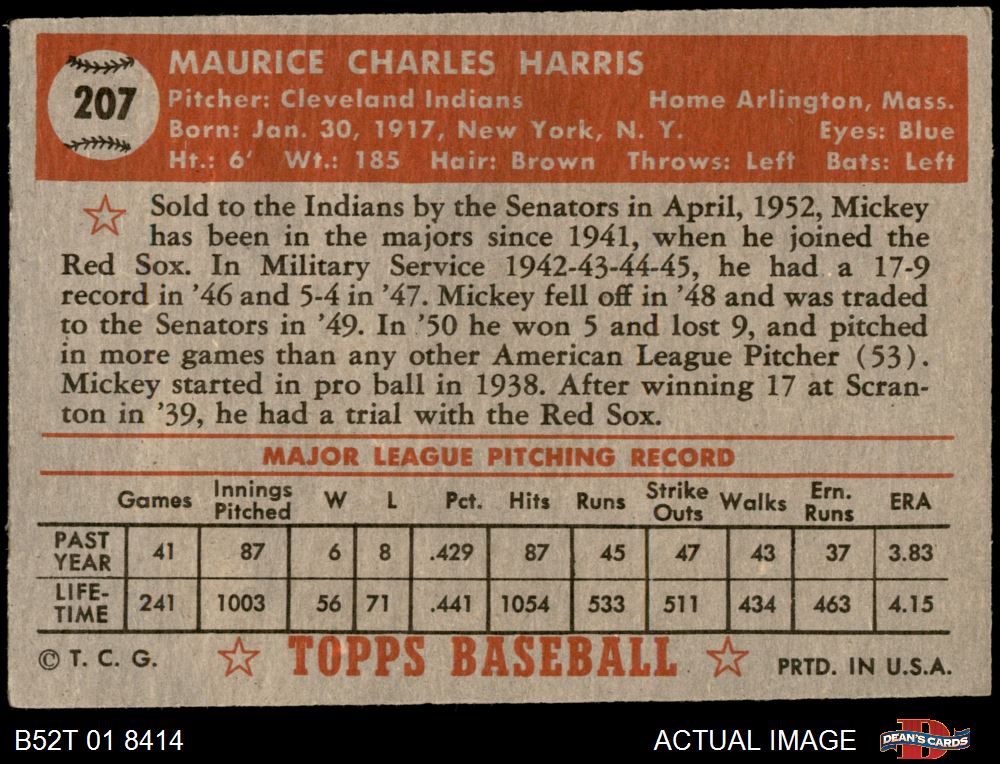 207
MAURICE CHARLES HARRIS
Pitcher: Cleveland Indians Home Arlington, Mass.
Born: Jan. 30, 1917, New York, N. Y. Eyes: Blue
Ht.: 6' Wt.: 185 Hair: Brown Throws: Left Bats: Left
Sold to the Indians by the Senators in April, 1952, Mickey
has been in the majors since 1941, when he joined the
Red Sox. In Military Service 1942-43-44-45, he had a 17-9
record in '46 and 5-4 in '47. Mickey fell off in '48 and was traded
to the Senators in '49. In '50 he won 5 and lost 9, and pitched
in more games than any other American League Pitcher (53).
Mickey started in pro ball in 1938. After winning 17 at Scran-
ton in '39, he had a trial with the Red Sox.
MAJOR LEAGUE PITCHING RECORD
Games Innings Pitched W L Pct. Hits Runs Strike Outs Walks Ern. Runs ERA
PAST YEAR 41 87 6 8 .429 87 45 47 43 37 3.83
LIFE-TIME 241 1003 56 71 .441 1054 533 511 434 463 4.15
© T. C. G. TOPPS BASEBALL PRTD. IN U.S.A.
B52T 01 8414 ACTUAL IMAGE DEAN'S CARDS